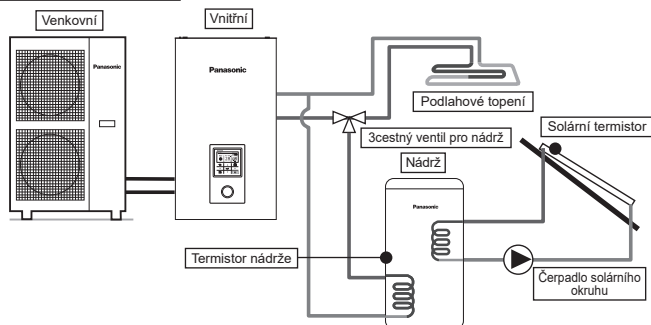 Venkovní
Vnitřní
Panasonic
Panasonic
Podlahové topení
3cestný ventil pro nádrž
Solární termistor
Nádrž
Panasonic
Termistor nádrže
Čerpadlo solárního
okruhu